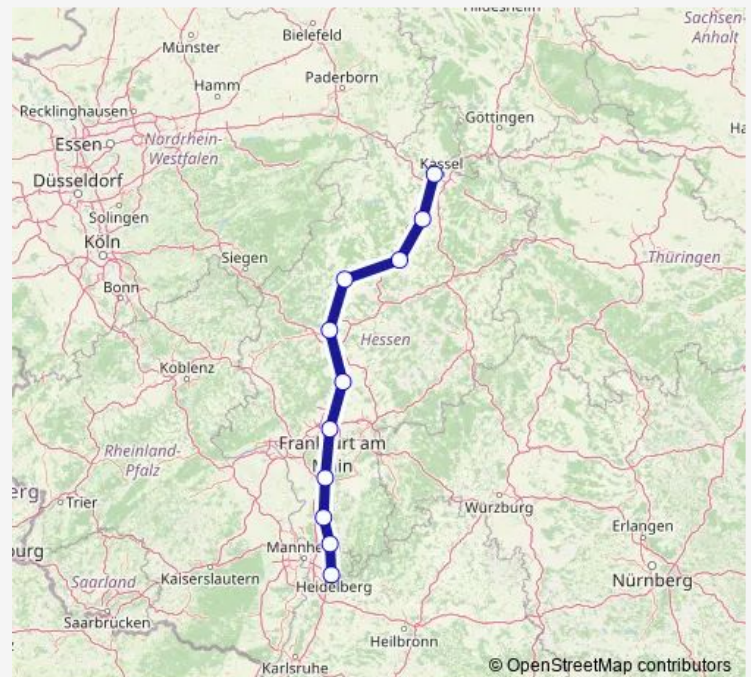 Hildesheim
Sachsen-
Anhalt
Bielefeld
Münster
Paderborn
Hamm
Recklinghausen
Göttingen
Essen
Nordrhein-
Westfalen
Kassel
Düsseldorf
Solingen
Köln
Siegen
Thüringen
Bonn
Hessen
Koblenz
Frankfurt am
Main
Rheinland-
Pfalz
Trier
Würzburg
Erlangen
Mannhe
Kaiserslautern
Heidelberg
Saarland
Nürnberg
Saarbrücken
Heilbronn
Karlsruhe
© OpenStreetMap contributors